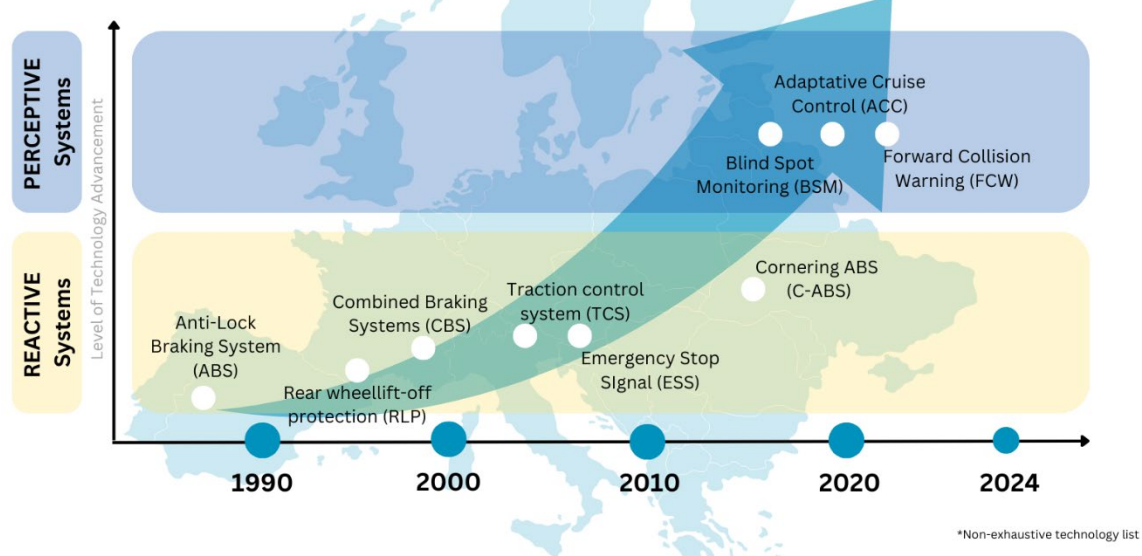 PERCEPTIVE
Systems
REACTIVE
Systems
Level of Technology Advancement
Adaptative Cruise
Control (ACC)
Blind Spot
Monitoring (BSM)
Forward Collision
Warning (FCW)
Cornering ABS
(C-ABS)
Traction control
system (TCS)
Emergency Stop
SIgnal (ESS)
Combined Braking
Systems (CBS)
Anti-Lock
Braking System
(ABS)
Rear wheellift-off
protection (RLP)
1990
2000
2010
2020
2024
*Non-exhaustive technology list